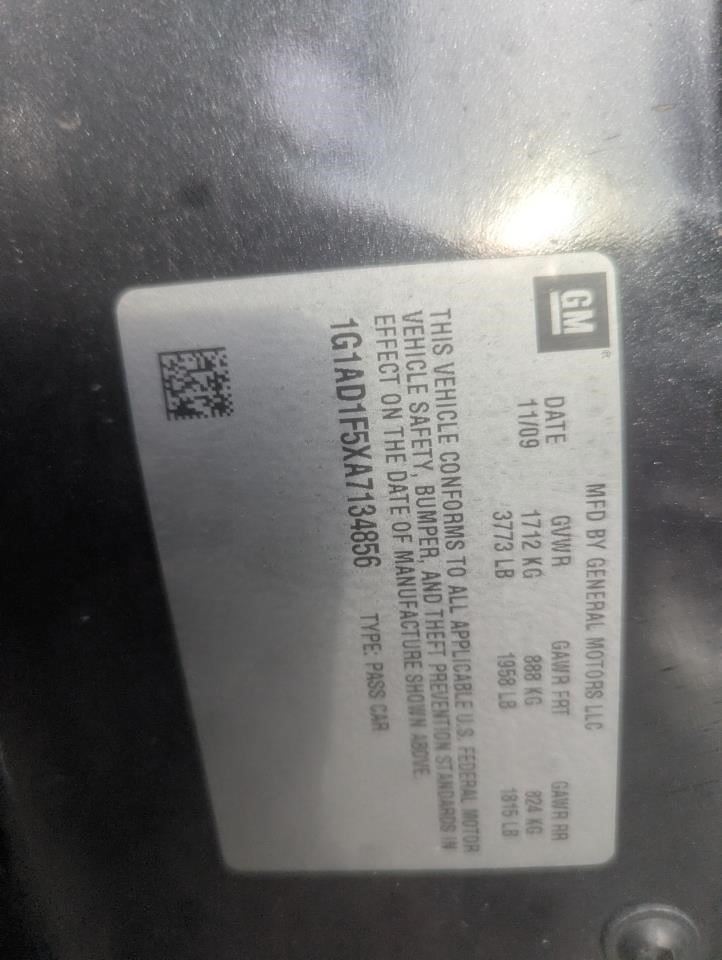 GM®
MFD BY GENERAL MOTORS LLC
DATE GVWR GAWR FRT GAWR RR
11/09 1712 KG 888 KG 824 KG
3773 LB 1958 LB 1815 LB
THIS VEHICLE CONFORMS TO ALL APPLICABLE U.S. FEDERAL MOTOR
VEHICLE SAFETY, BUMPER, AND THEFT PREVENTION STANDARDS IN
EFFECT ON THE DATE OF MANUFACTURE SHOWN ABOVE.
1G1AD1F5XA7134856 TYPE: PASS CAR